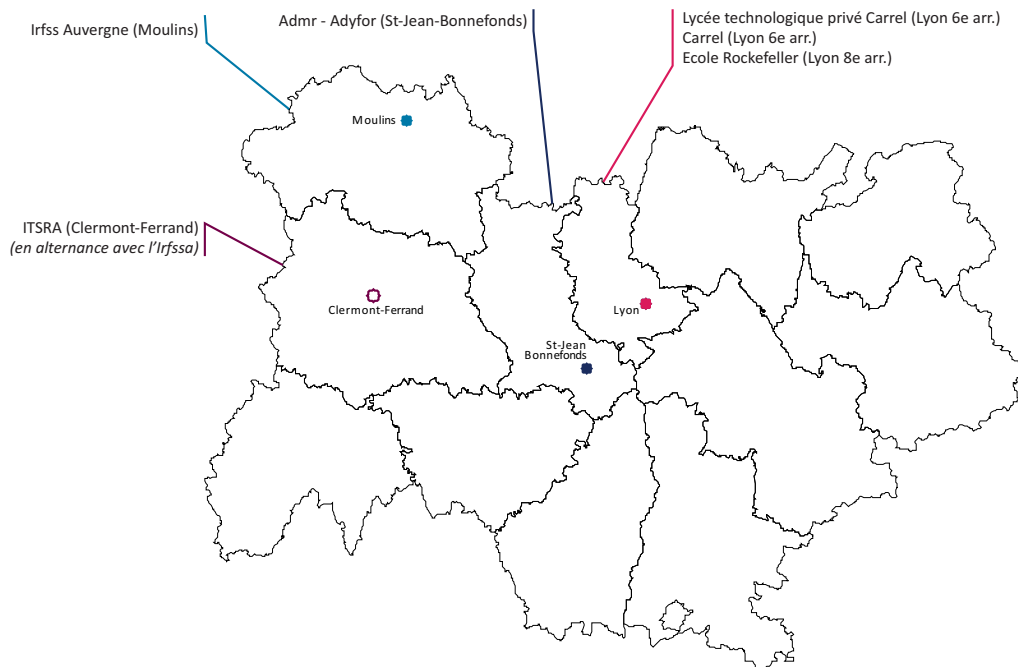 Irfss Auvergne (Moulins)
Admr - Adyfor (St-Jean-Bonnefonds)
Lycée technologique privé Carrel (Lyon 6e arr.)
Carrel (Lyon 6e arr.)
Ecole Rockefeller (Lyon 8e arr.)
Moulins
ITSRA (Clermont-Ferrand)
(en alternance avec l'Irfssa)
Clermont-Ferrand
Lyon
St-Jean
Bonnefonds